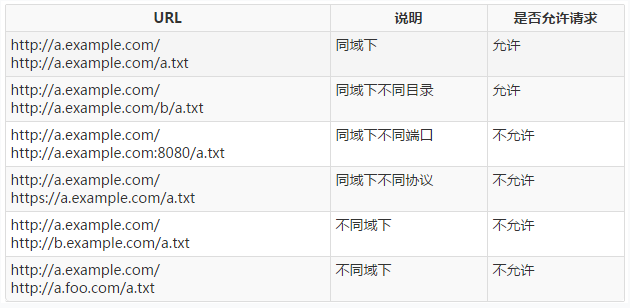 URL 说明 是否允许请求
http://a.example.com/ 同域下 允许
http://a.example.com/a.txt
http://a.example.com/ 同域下不同目录 允许
http://a.example.com/b/a.txt
http://a.example.com/ 同域下不同端口 不允许
http://a.example.com:8080/a.txt
http://a.example.com/ 同域下不同协议 不允许
https://a.example.com/a.txt
http://a.example.com/ 不同域下 不允许
http://b.example.com/a.txt
http://a.example.com/ 不同域下 不允许
http://a.foo.com/a.txt